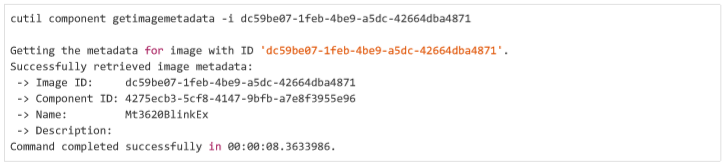 cutil component getimagemetadata -i dc59be07-1feb-4be9-a5dc-42664dba4871
Getting the metadata for image with ID 'dc59be07-1feb-4be9-a5dc-42664dba4871'.
Successfully retrieved image metadata:
-> Image ID: dc59be07-1feb-4be9-a5dc-42664dba4871
-> Component ID: 4275ecb3-5cf8-4147-9bfb-a7e8f3955e96
-> Name: Mt3620BlinkEx
-> Description:
Command completed successfully in 00:00:08.3633986.